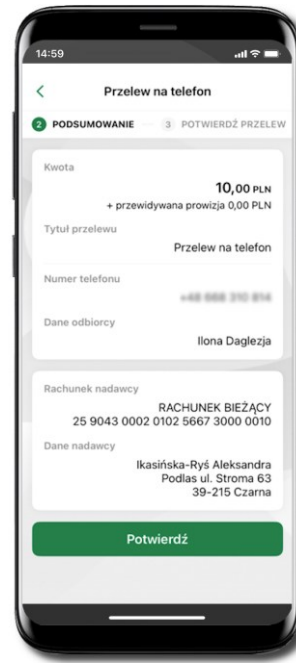 14:59
Przelew na telefon
2 PODSUMOWANIE 3 POTWIERDŹ PRZELEW
Kwota
10,00 PLN
+ przewidywana prowizja 0,00 PLN
Tytuł przelewu
Przelew na telefon
Numer telefonu
Dane odbiorcy
Ilona Daglezja
Rachunek nadawcy
RACHUNEK BIEŻĄCY
25 9043 0002 0102 5667 3000 0010
Dane nadawcy
Ikasińska-Ryś Aleksandra
Podlas ul. Stroma 63
39-215 Czarna
Potwierdź